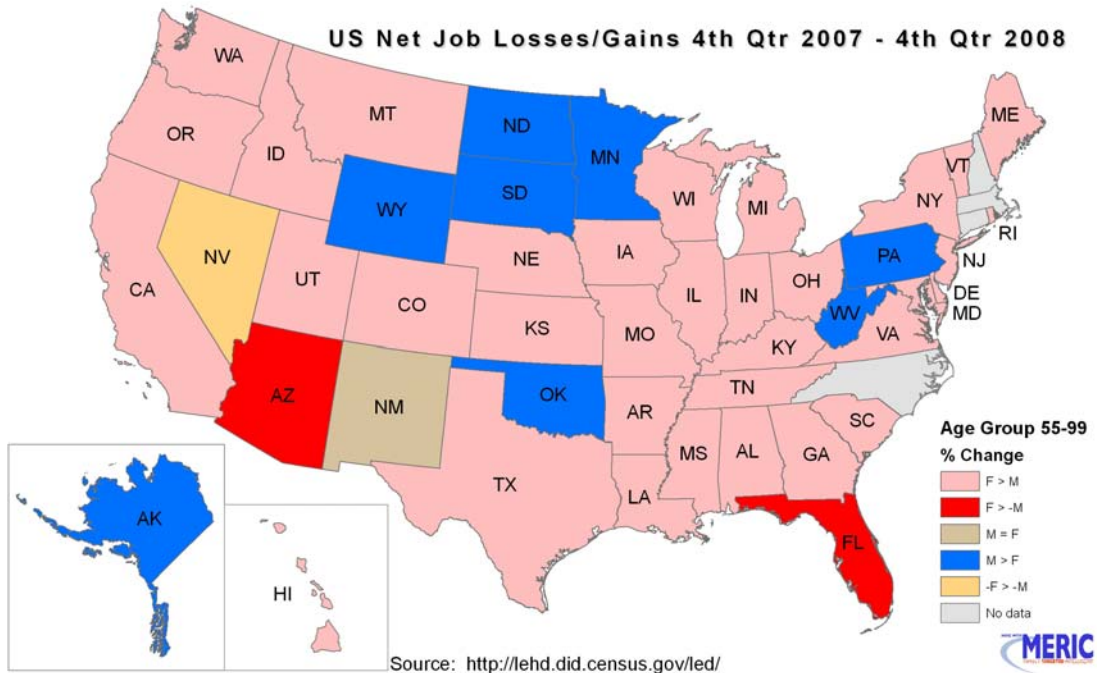 US Net Job Losses/Gains 4th Qtr 2007 - 4th Qtr 2008
WA
MT
ND
MN
ME
OR
ID
VT
WY
SD
WI
MI
NY
RI
NV
NE
IA
PA
NJ
CA
UT
CO
IL
IN
OH
DE
MD
KS
MO
WV
VA
KY
AZ
NM
OK
AR
TN
SC
TX
LA
MS
AL
GA
FL
AK
HI
Age Group 55-99
% Change
F > M
F > -M
M = F
M > F
-F > -M
No data
Source: http://lehd.did.census.gov/led/
MERIC